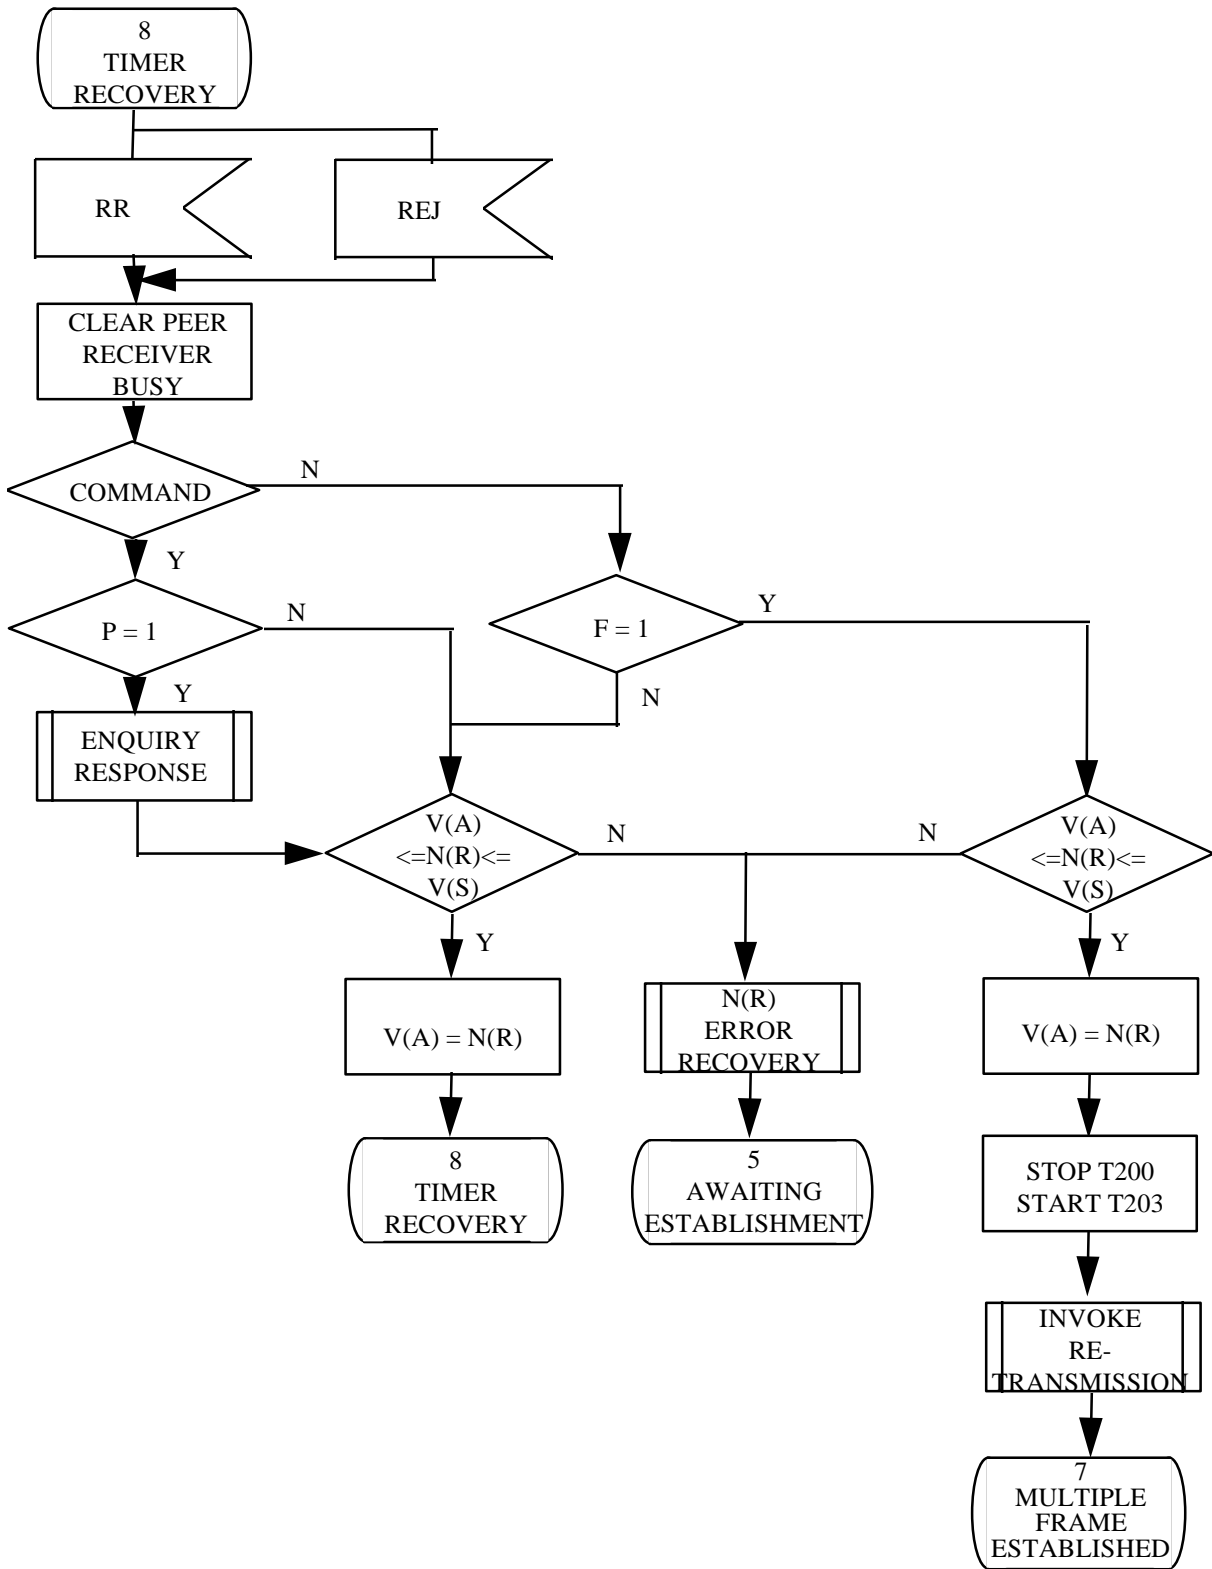 8
TIMER
RECOVERY
RR
REJ
CLEAR PEER
RECEIVER
BUSY
COMMAND
N
Y
P = 1
N
F = 1
Y
Y
N
ENQUIRY
RESPONSE
V(A)
<=N(R)<=
V(S)
N
N
V(A)
<=N(R)<=
V(S)
Y
Y
V(A) = N(R)
N(R)
ERROR
RECOVERY
V(A) = N(R)
8
TIMER
RECOVERY
5
AWAITING
ESTABLISHMENT
STOP T200
START T203
INVOKE
RE-
TRANSMISSION
7
MULTIPLE
FRAME
ESTABLISHED